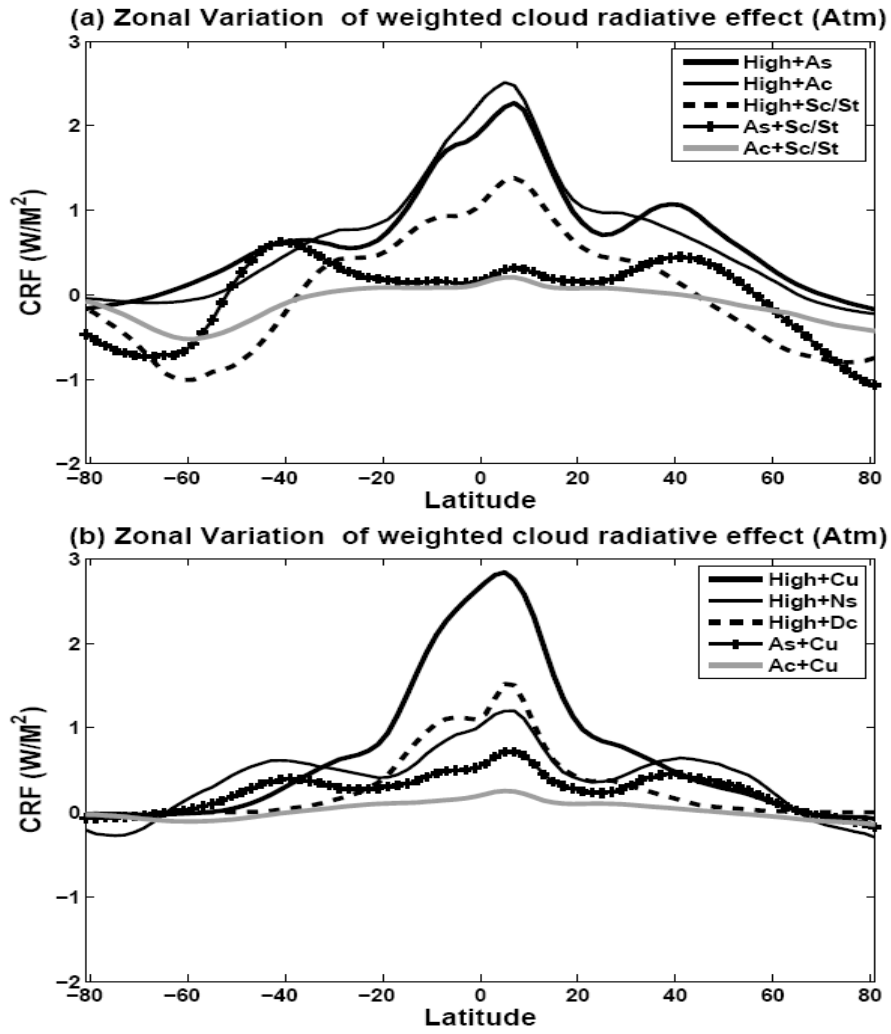 (a) Zonal Variation of weighted cloud radiative effect (Atm)
3
2
1
0
−1
−2
CRF (W/M²)
High+As
High+Ac
High+Sc/St
As+Sc/St
Ac+Sc/St
−80 −60 −40 −20 0 20 40 60 80
Latitude
(b) Zonal Variation of weighted cloud radiative effect (Atm)
3
2
1
0
−1
−2
CRF (W/M²)
High+Cu
High+Ns
High+Dc
As+Cu
Ac+Cu
−80 −60 −40 −20 0 20 40 60 80
Latitude